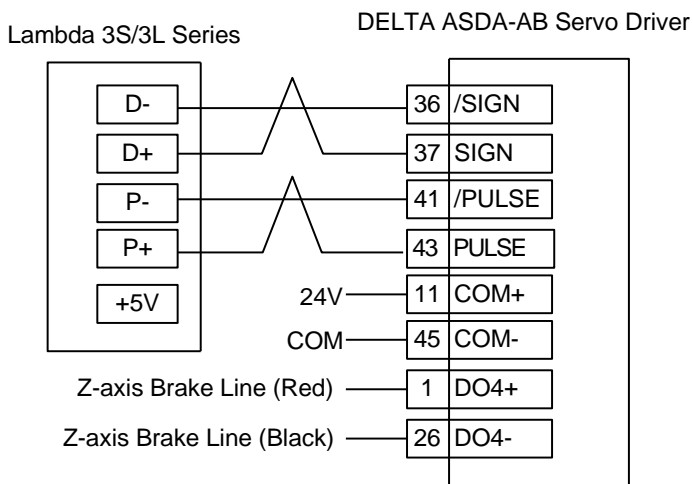 Lambda 3S/3L Series
DELTA ASDA-AB Servo Driver
D- 36 /SIGN
D+ 37 SIGN
P- 41 /PULSE
P+ 43 PULSE
+5V
24V 11 COM+
COM 45 COM-
Z-axis Brake Line (Red) 1 DO4+
Z-axis Brake Line (Black) 26 DO4-